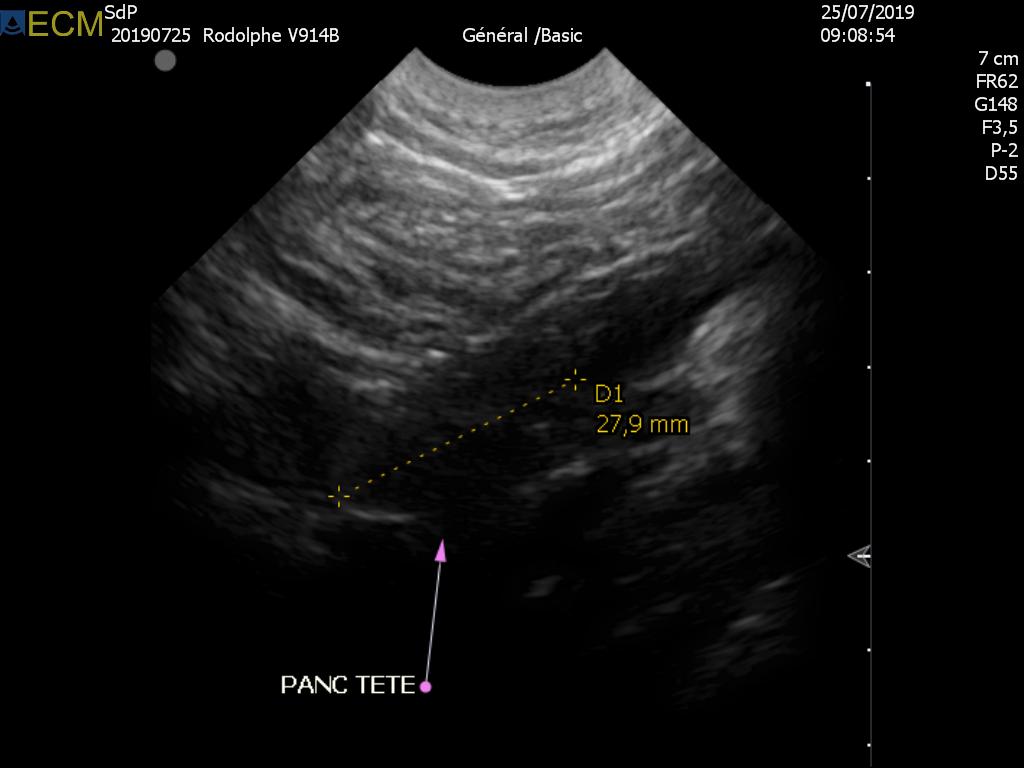 ECM
SdP
20190725 Rodolphe V914B
Général /Basic
25/07/2019
09:08:54
7 cm
FR62
G148
F3,5
P-2
D55
D1
27,9 mm
PANC TETE